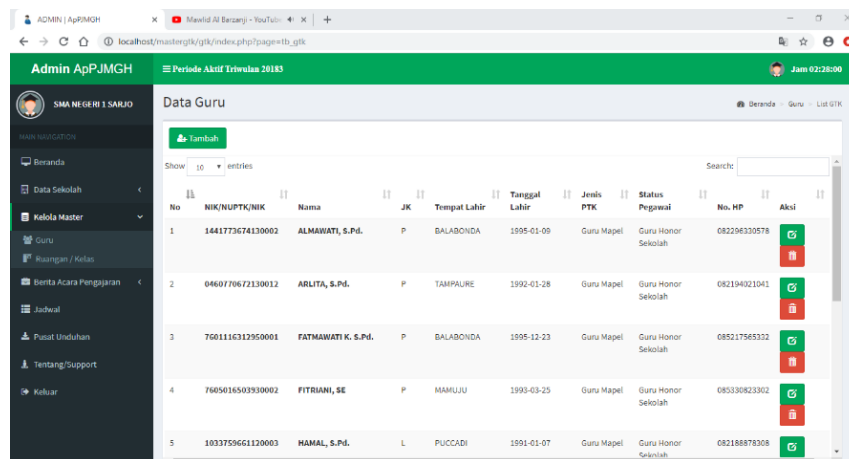 ADMIN | ApPJMGH
Mawlid Al Barzanji - YouTube
localhost/mastergtk/gtk/index.php?page=tb_gtk
Admin ApPJMGH
Periode Aktif Triwulan 20183
Jam 02:28:00
SMA NEGERI 1 SARJO
Data Guru
Beranda > Guru > List GTK
MAIN NAVIGATION
Beranda
Data Sekolah
Kelola Master
Guru
Ruangan / Kelas
Berita Acara Pengajaran
Jadwal
Pusat Unduhan
Tentang/Support
Keluar
Tambah
Show 10 entries
Search:
No NIK/NUPTK/NIK Nama JK Tempat Lahir Tanggal Lahir Jenis PTK Status Pegawai No. HP Aksi
1 1441773674130002 ALMAWATI, S.Pd. P BALABONDA 1995-01-09 Guru Mapel Guru Honor Sekolah 082296330578
2 0460770672130012 ARLITA, S.Pd. P TAMPAURE 1992-01-28 Guru Mapel Guru Honor Sekolah 082194021041
3 7601116312950001 FATMAWATI K. S.Pd. P BALABONDA 1995-12-23 Guru Mapel Guru Honor Sekolah 085217565332
4 7605016503930002 FITRIANI, SE P MAMUJU 1993-03-25 Guru Mapel Guru Honor Sekolah 085330823302
5 1033759661120003 HAMAL, S.Pd. L PUCCADI 1991-01-07 Guru Mapel Guru Honor Sekolah 082188878308